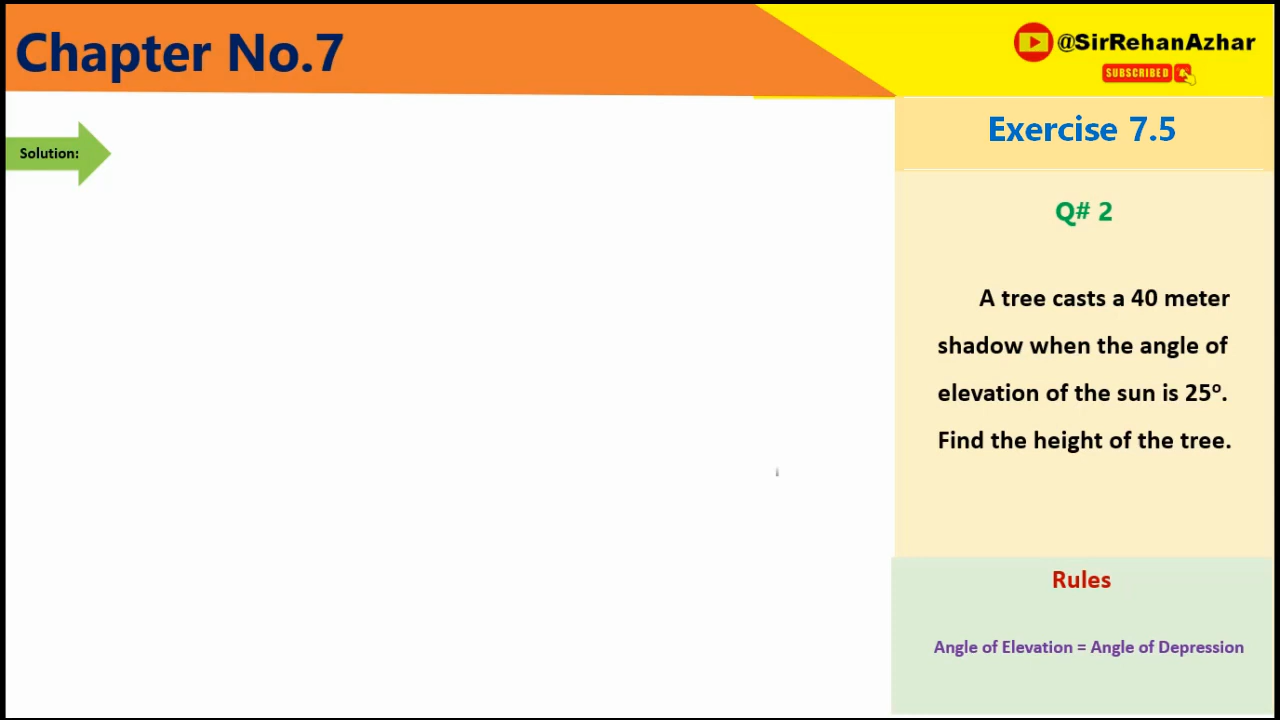 Chapter No.7
@SirRehanAzhar
SUBSCRIBED
Solution:
Exercise 7.5
Q# 2
A tree casts a 40 meter
shadow when the angle of
elevation of the sun is 25º.
Find the height of the tree.
Rules
Angle of Elevation = Angle of Depression